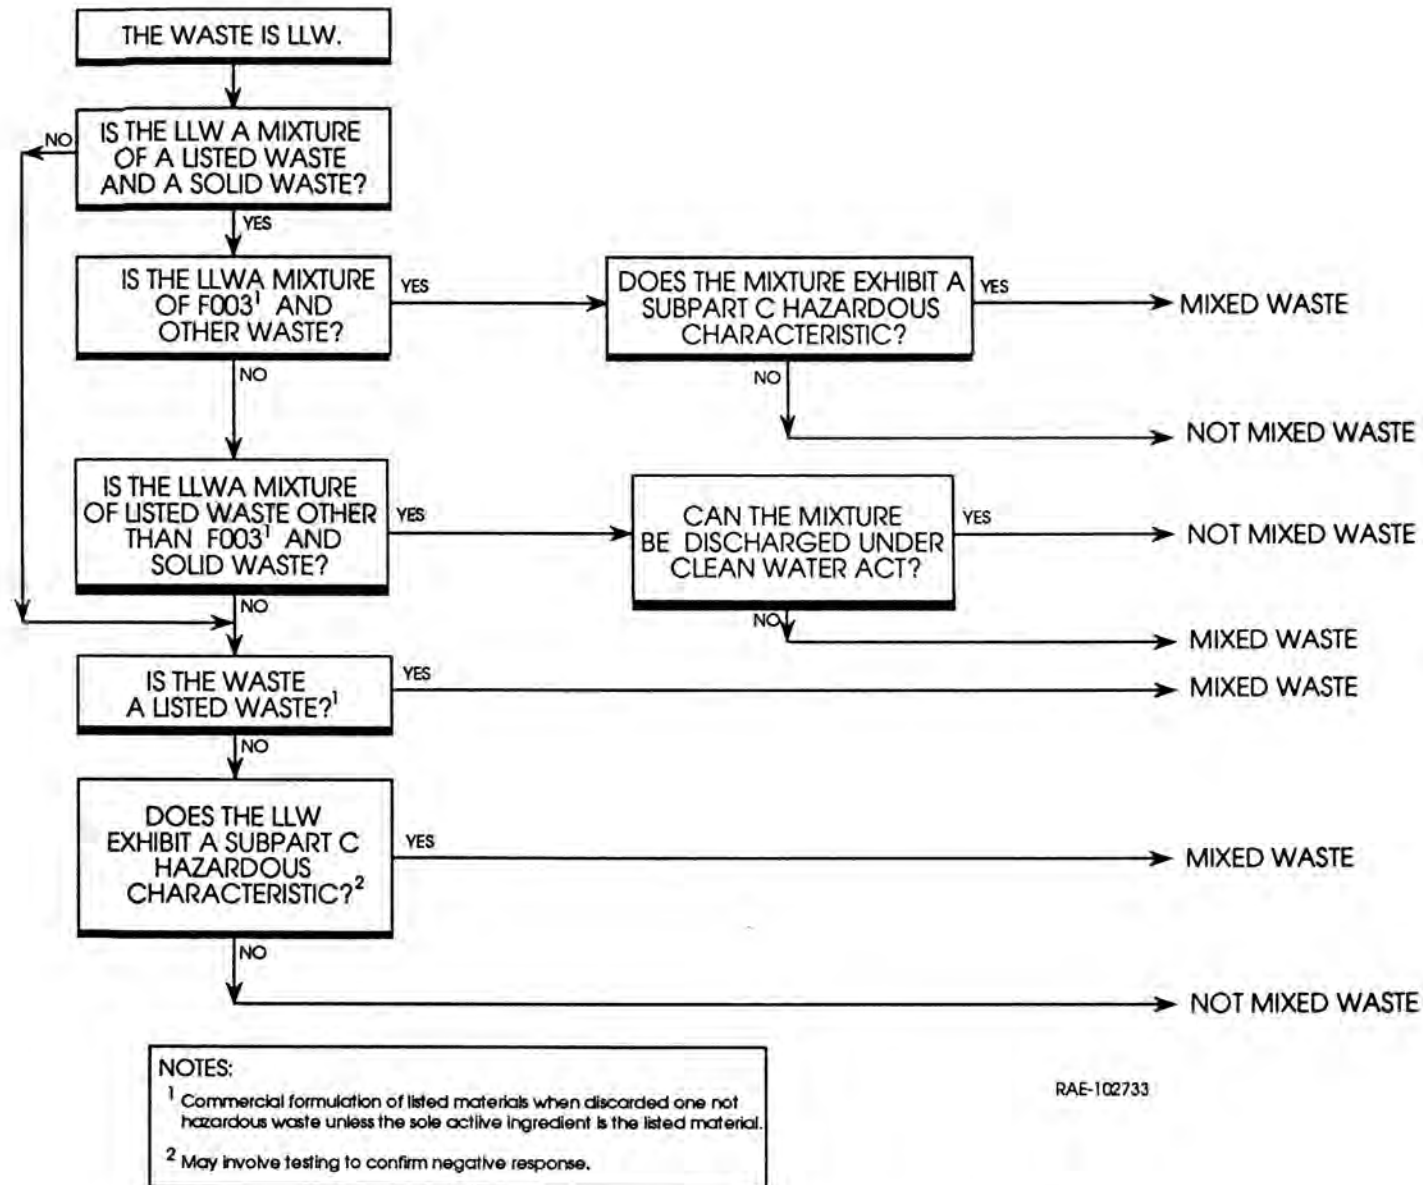 THE WASTE IS LLW.
IS THE LLW A MIXTURE
OF A LISTED WASTE
AND A SOLID WASTE?
NO
YES
IS THE LLWA MIXTURE
OF F003¹ AND
OTHER WASTE?
YES
DOES THE MIXTURE EXHIBIT A
SUBPART C HAZARDOUS
CHARACTERISTIC?
YES
MIXED WASTE
NO
NO
NOT MIXED WASTE
IS THE LLWA MIXTURE
OF LISTED WASTE OTHER
THAN F003¹ AND
SOLID WASTE?
YES
CAN THE MIXTURE
BE DISCHARGED UNDER
CLEAN WATER ACT?
YES
NOT MIXED WASTE
NO
NO
MIXED WASTE
IS THE WASTE
A LISTED WASTE?¹
YES
MIXED WASTE
NO
DOES THE LLW
EXHIBIT A SUBPART C
HAZARDOUS
CHARACTERISTIC?²
YES
MIXED WASTE
NO
NOT MIXED WASTE
NOTES:
¹ Commercial formulation of listed materials when discarded one not
hazardous waste unless the sole actiive ingredient is the listed material.
² May involve testing to confirm negative response.
RAE-102733